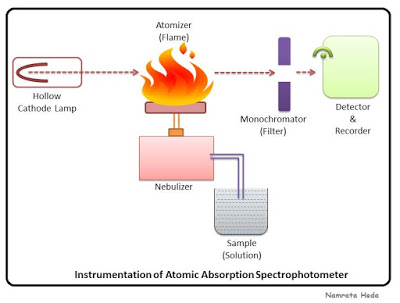 Atomizer
(Flame)
Hollow
Cathode Lamp
Monochromator
(Filter)
Detector
&
Recorder
Nebulizer
Sample
(Solution)
Instrumentation of Atomic Absorption Spectrophotometer
Namrata Heda